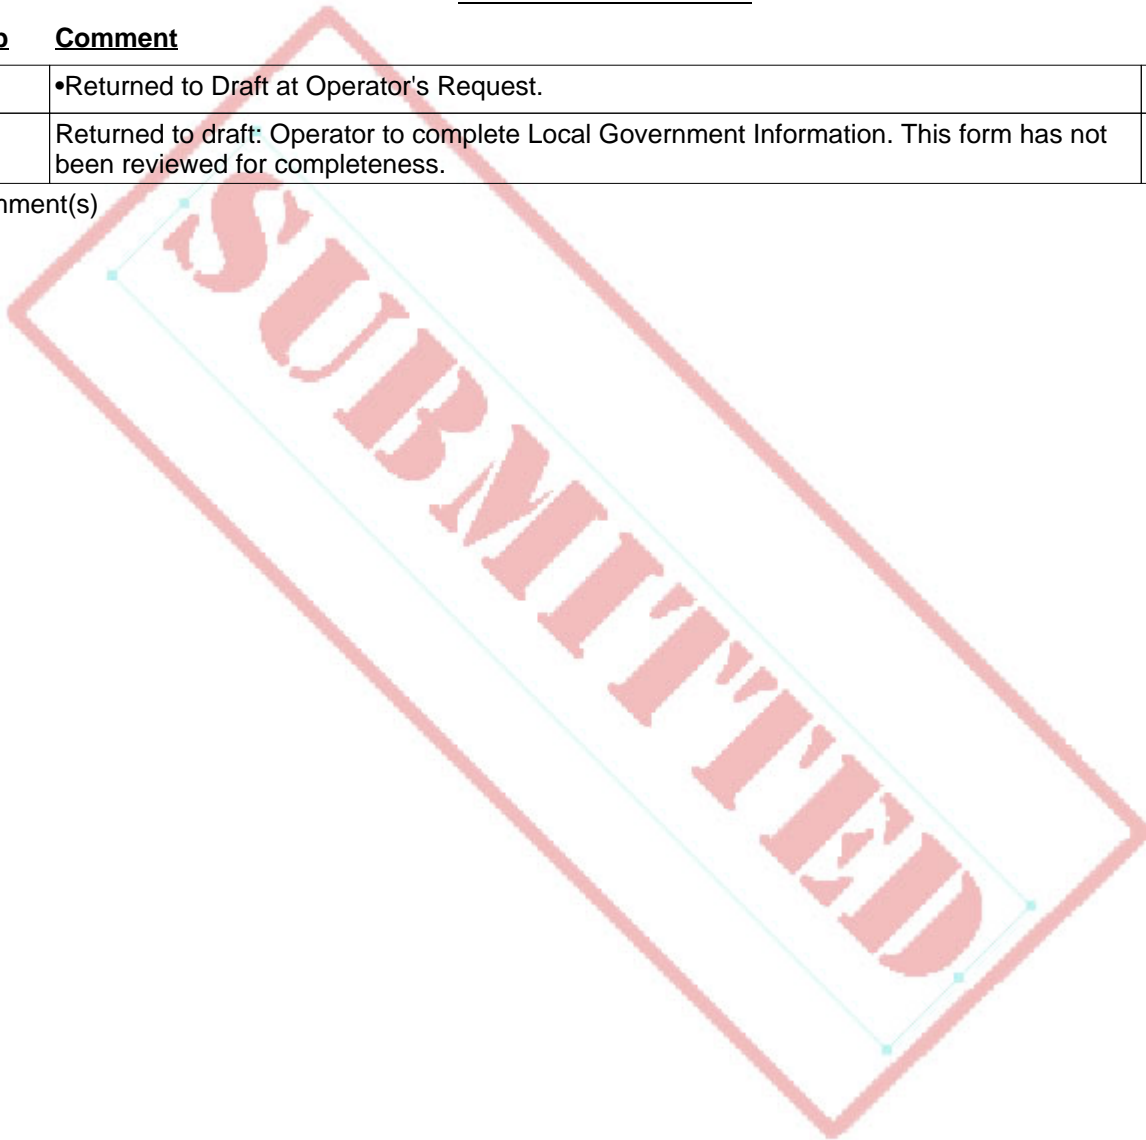 Comment
•Returned to Draft at Operator's Request.
Returned to draft: Operator to complete Local Government Information. This form has not
been reviewed for completeness.
mment(s)
SUBMITTED